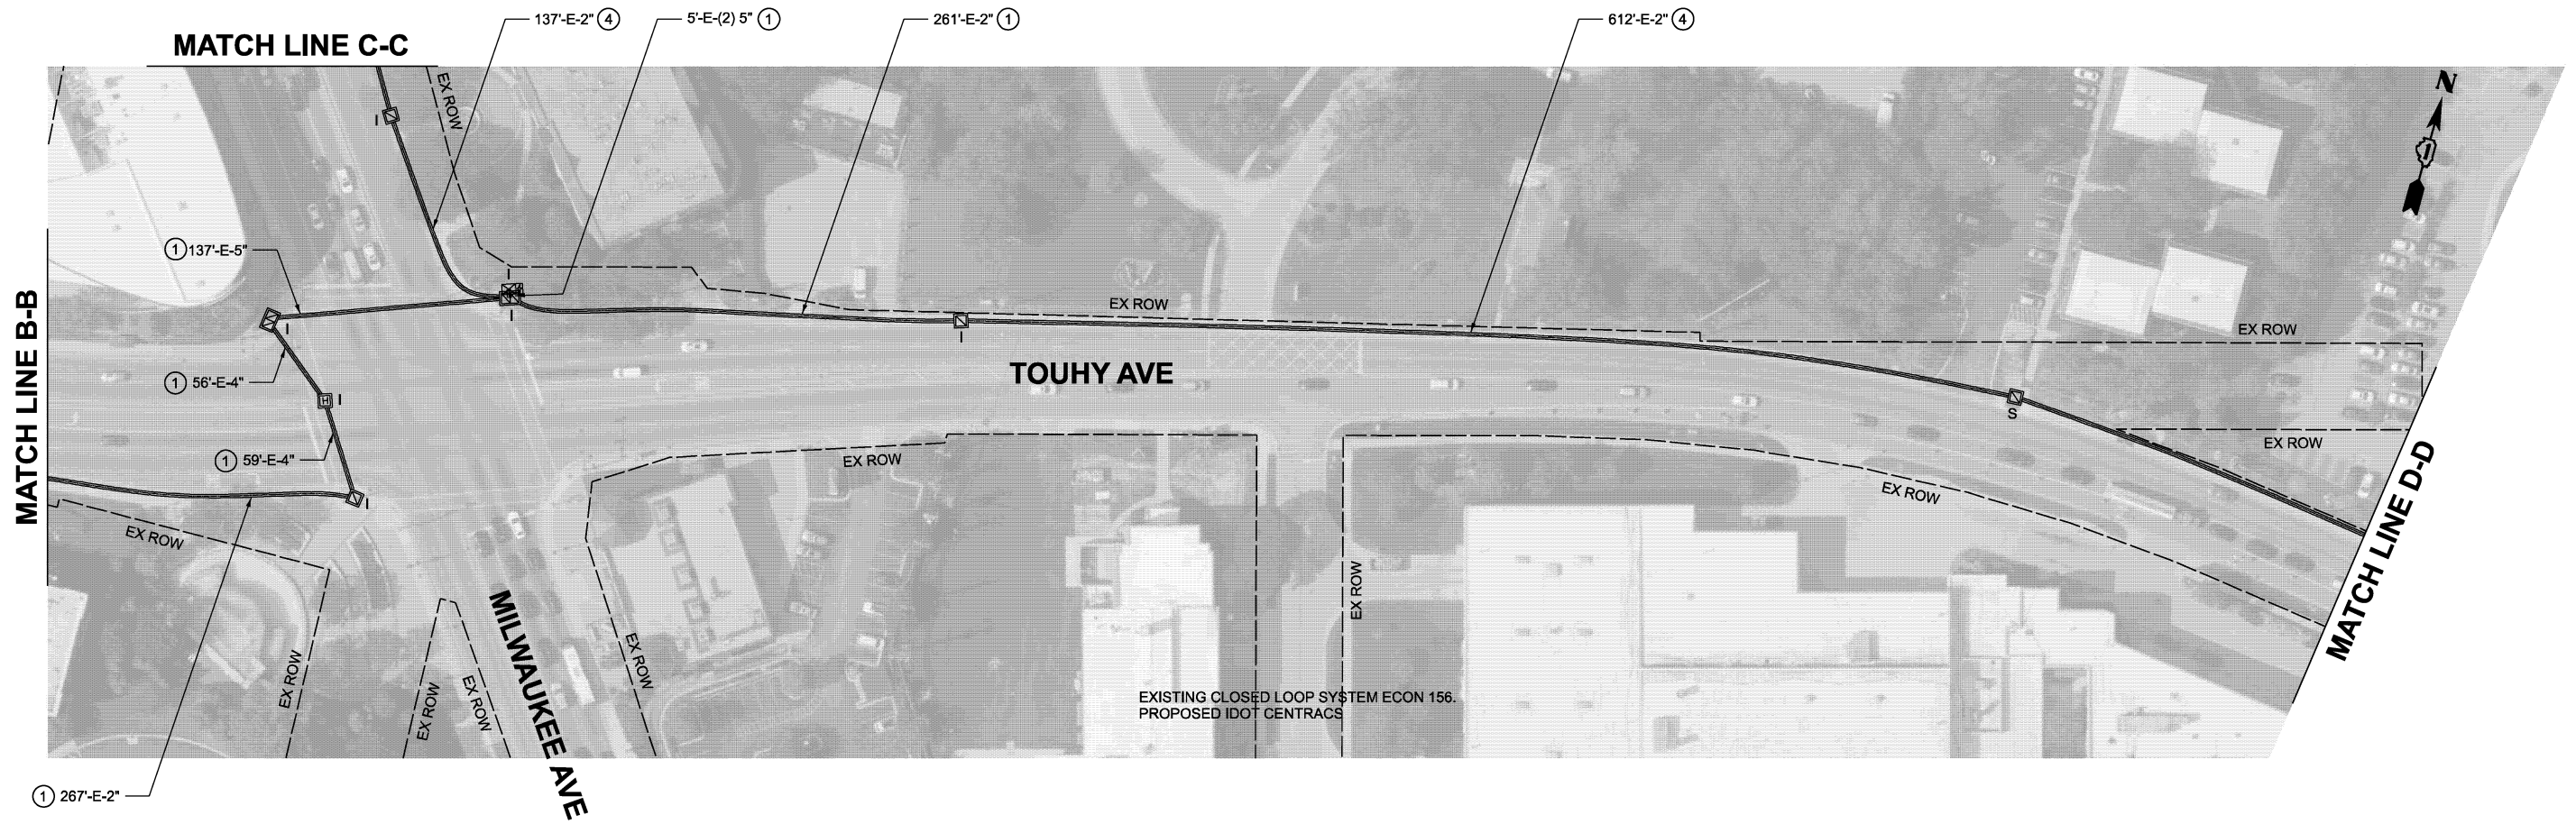 137'-E-2" 4
5'-E-(2) 5" 1
261'-E-2" 1
612'-E-2" 4
MATCH LINE C-C
N
1
EX ROW
I
1 137'-E-5"
I
I
EX ROW
I
I
EX ROW
MATCH LINE B-B
TOUHY AVE
1 56'-E-4"
H I
S
EX ROW
1 59'-E-4"
EX ROW
I
EX ROW
MATCH LINE D-D
EX ROW
EX ROW
MILWAUKEE AVE
EX ROW
EX ROW
EX ROW
EX ROW
EXISTING CLOSED LOOP SYSTEM ECON 156.
PROPOSED IDOT CENTRACS
1 267'-E-2"